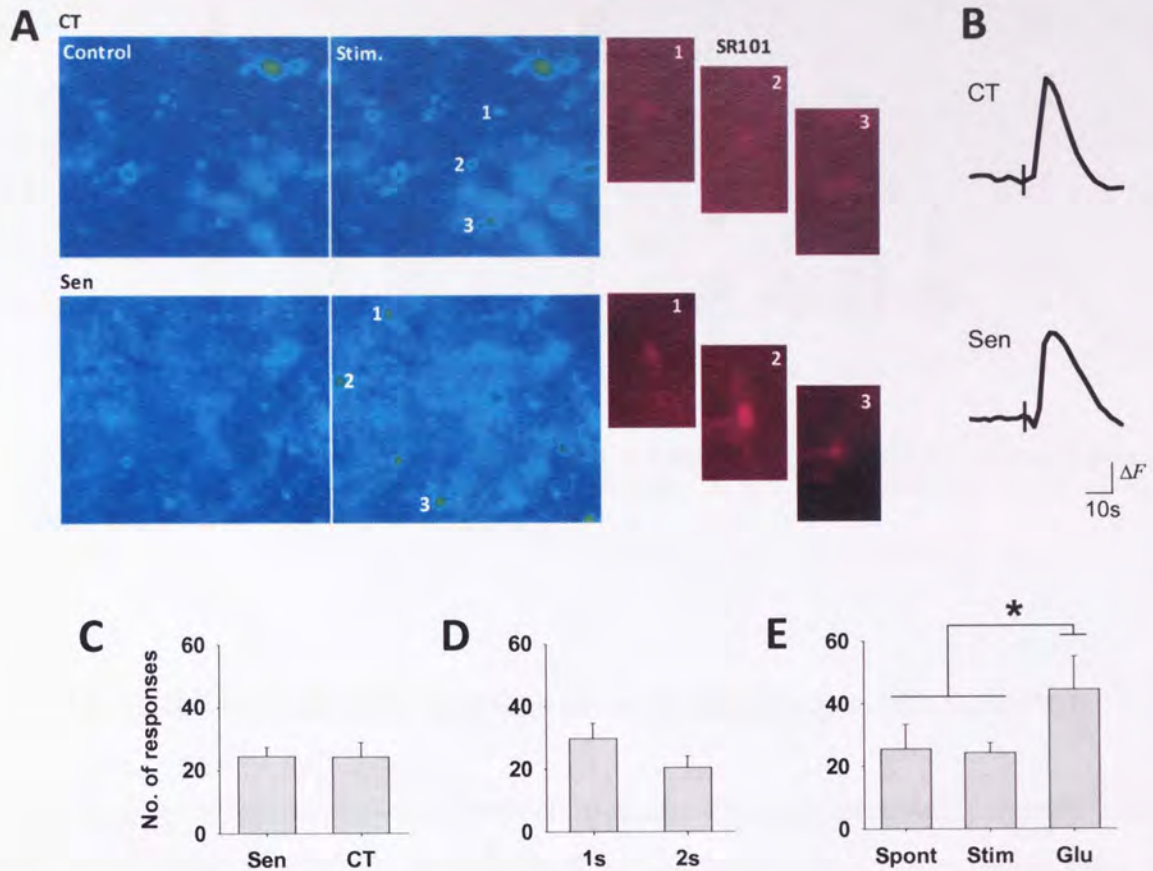 A
CT
Control
Stim.
1
2
3
SR101
1
2
3
Sen
1
2
3
1
2
3
B
CT
Sen
ΔF
10s
C
No. of responses
60
40
20
0
Sen CT
D
60
40
20
0
1s 2s
E
*
60
40
20
0
Spont Stim Glu